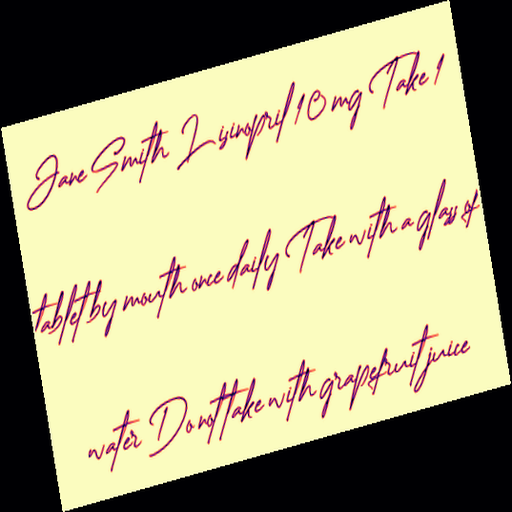 Jane Smith Lisinopril 10 mg Take 1
tablet by mouth once daily Take with a glass of
water Do not take with grapefruit juice